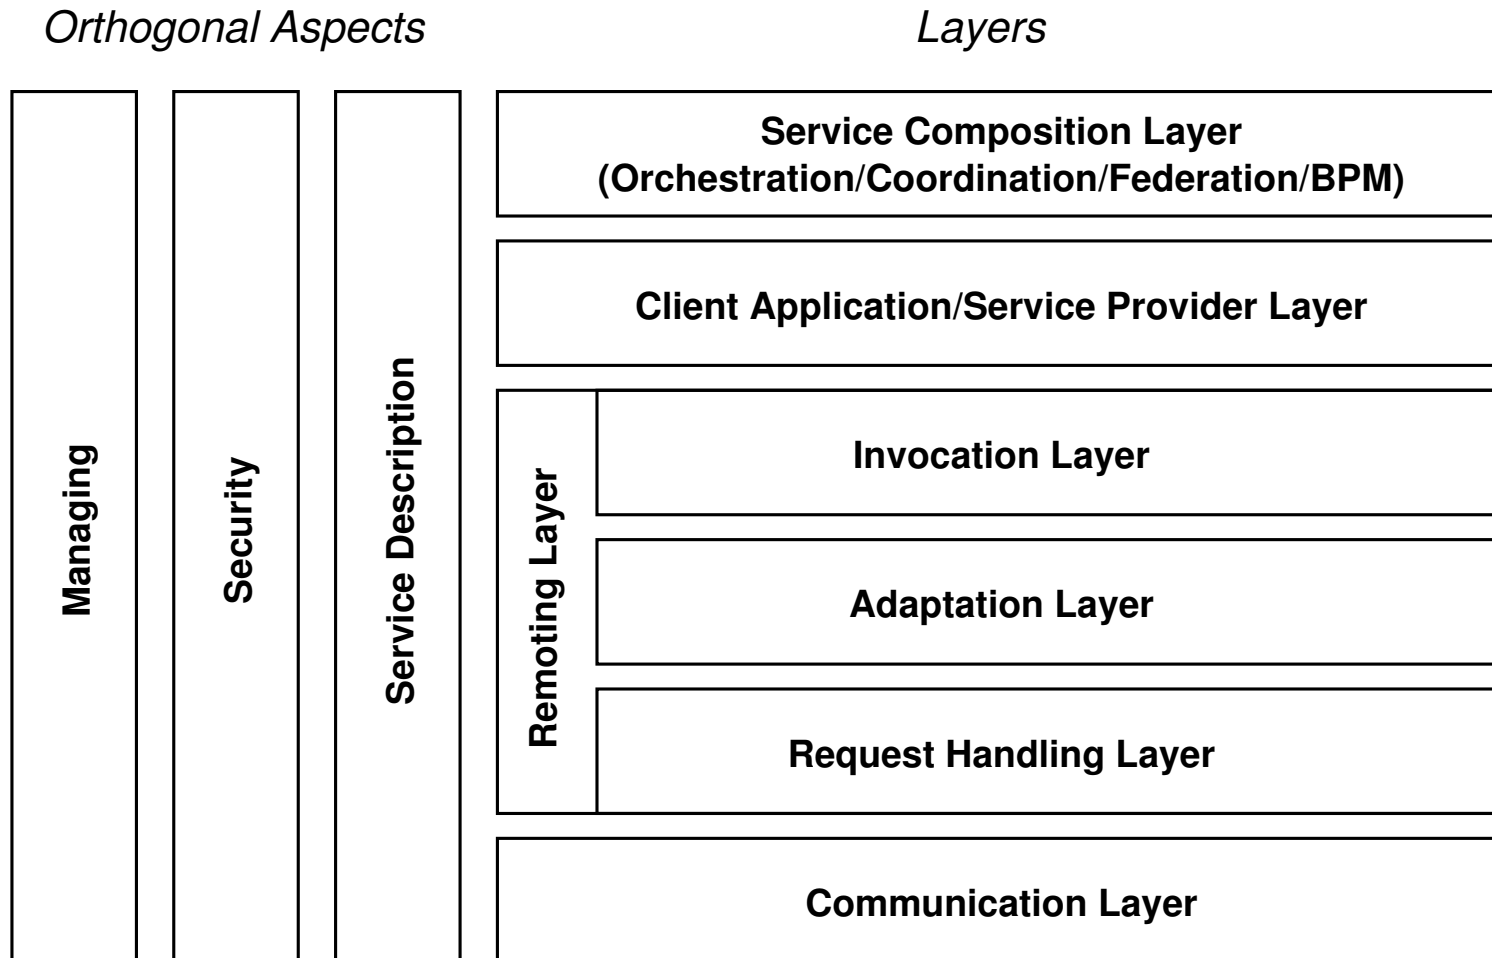 Orthogonal Aspects
Layers
Managing
Security
Service Description
Service Composition Layer
(Orchestration/Coordination/Federation/BPM)
Client Application/Service Provider Layer
Remoting Layer
Invocation Layer
Adaptation Layer
Request Handling Layer
Communication Layer